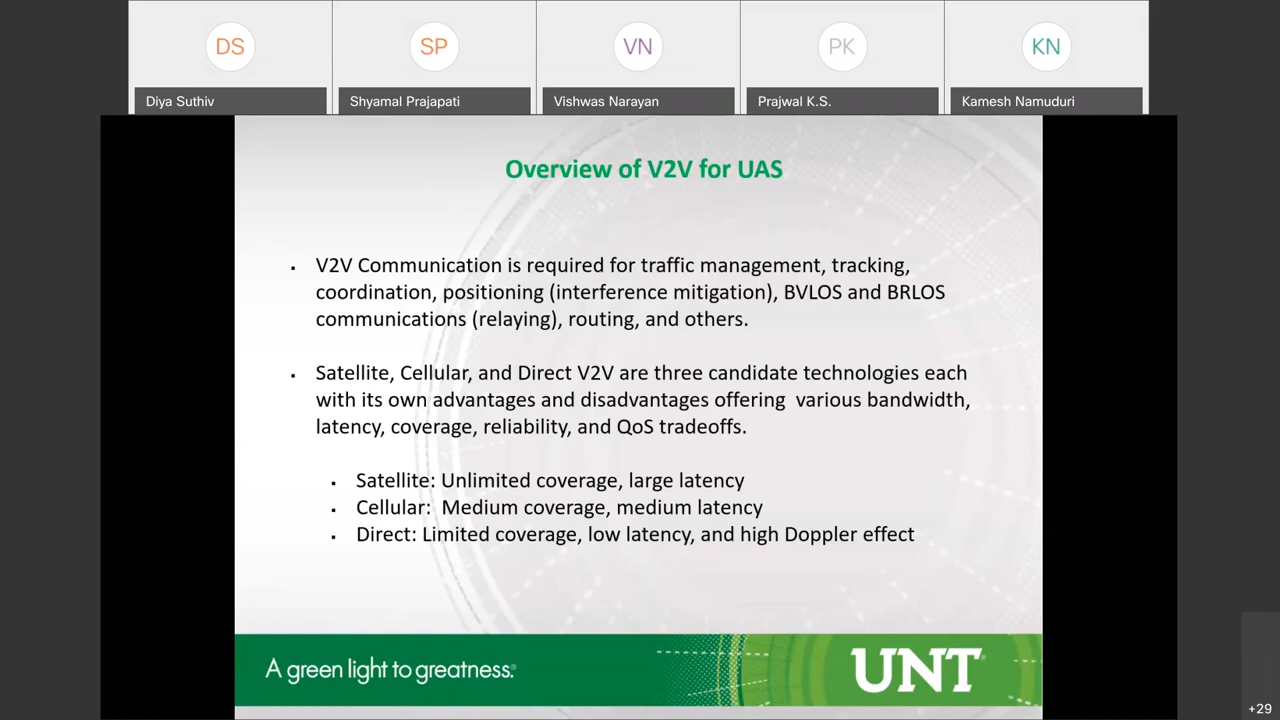 DS
SP
VN
PK
KN
Diya Suthiv
Shyamal Prajapati
Vishwas Narayan
Prajwal K.S.
Kamesh Namuduri
Overview of V2V for UAS
▪ V2V Communication is required for traffic management, tracking,
coordination, positioning (interference mitigation), BVLOS and BRLOS
communications (relaying), routing, and others.
▪ Satellite, Cellular, and Direct V2V are three candidate technologies each
with its own advantages and disadvantages offering  various bandwidth,
latency, coverage, reliability, and QoS tradeoffs.
▪ Satellite: Unlimited coverage, large latency
▪ Cellular:  Medium coverage, medium latency
▪ Direct: Limited coverage, low latency, and high Doppler effect
A green light to greatness.®
UNT®
+29